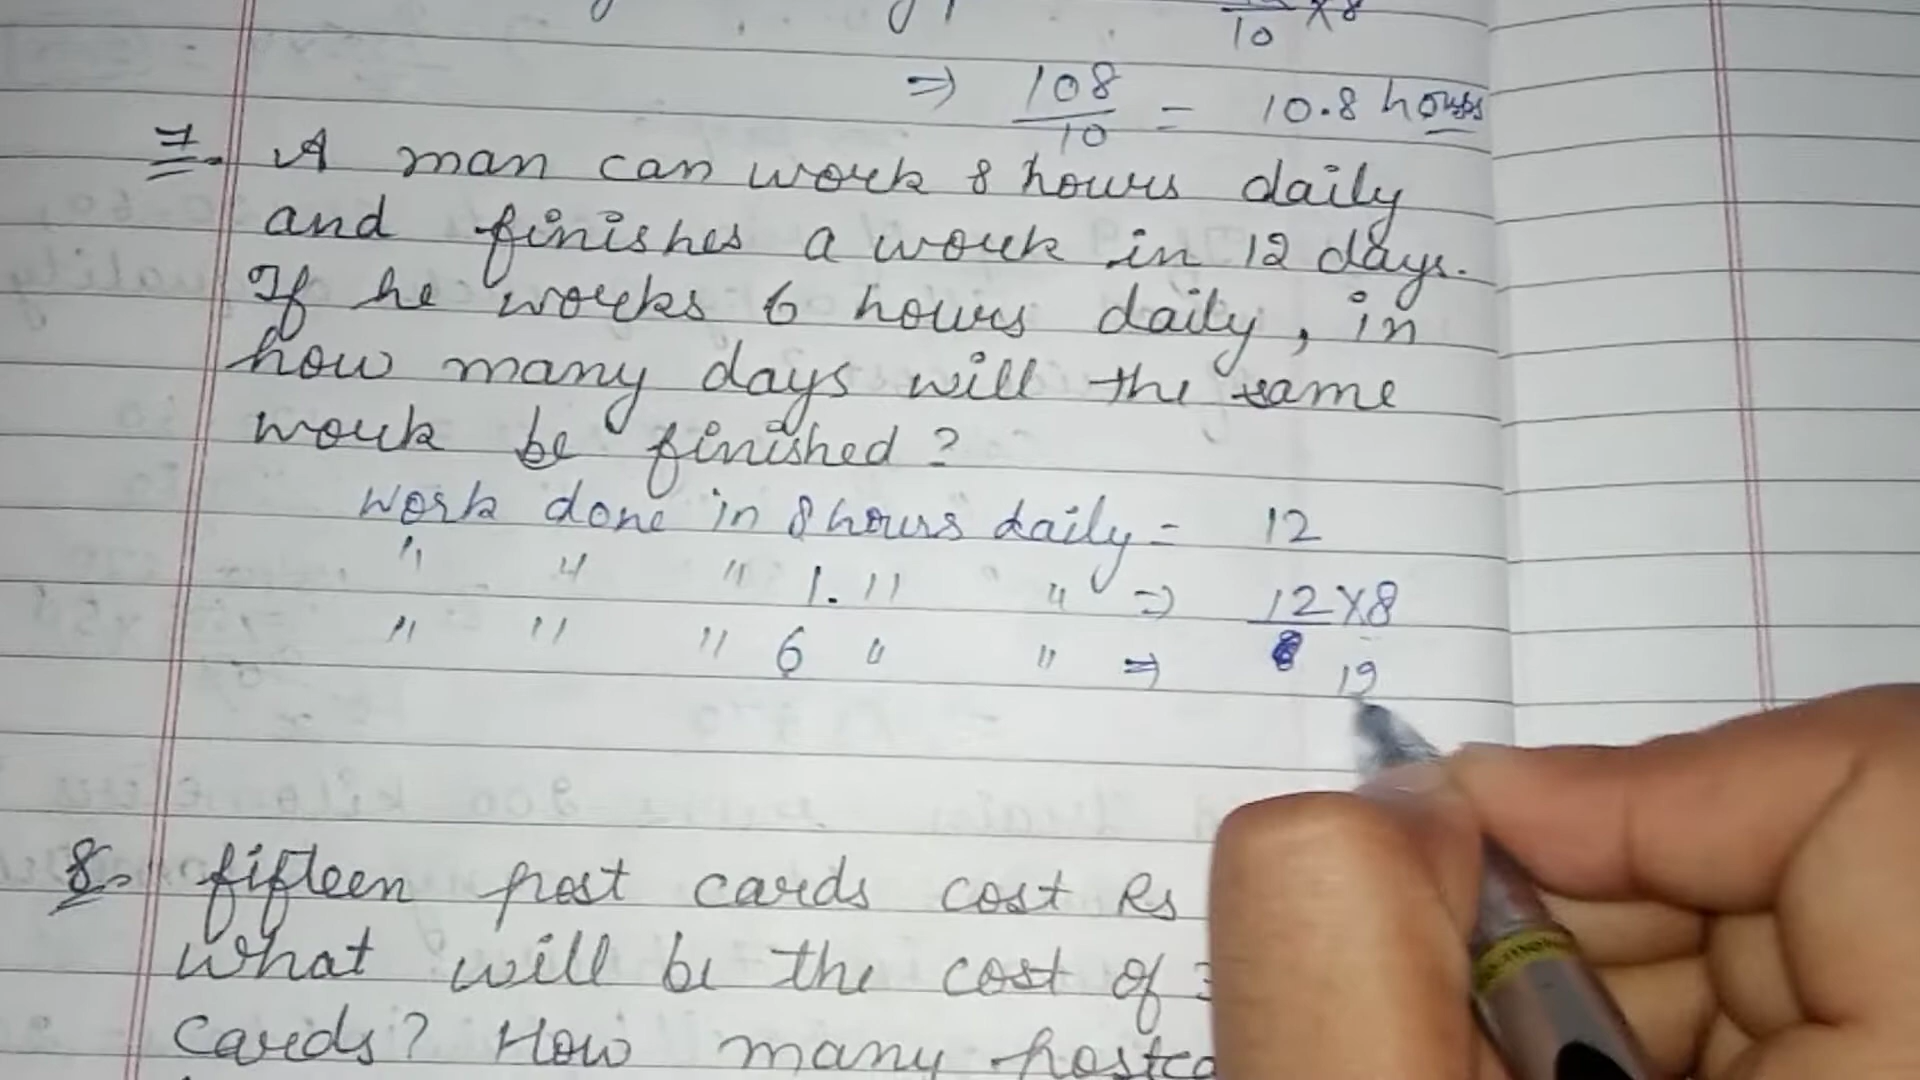 10 ×8
⇒ 108/10 = 10.8 hours
7. A man can work 8 hours daily
and finishes a work in 12 days.
If he works 6 hours daily, in
how many days will the same
work be finished?
Work done in 8 hours daily = 12
" " " 1 . " " " ⇒ 12×8
" " " 6 " " ⇒ 19
8. fifteen post cards cost Rs
What will be the cost of
cards? How many